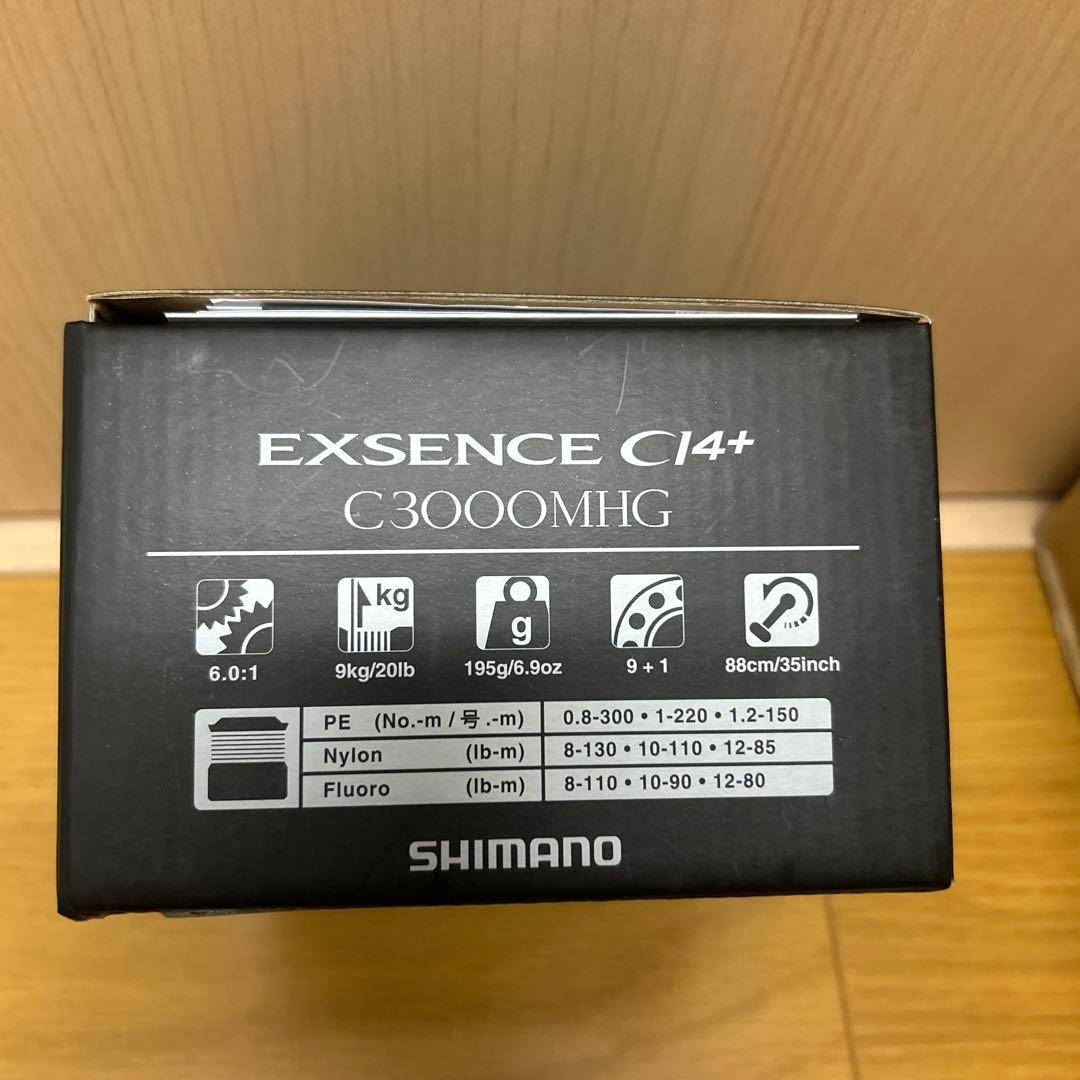 EXSENCE CI4+
C3000MHG
kg
g
6.0:1 9kg/20lb 195g/6.9oz 9 + 1 88cm/35inch
PE (No.-m / 号.-m) 0.8-300 • 1-220 • 1.2-150
Nylon (lb-m) 8-130 • 10-110 • 12-85
Fluoro (lb-m) 8-110 • 10-90 • 12-80
SHIMANO